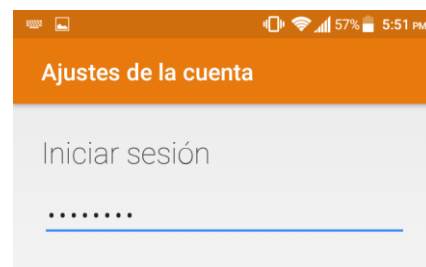 57% 5:51 PM
Ajustes de la cuenta
Iniciar sesión
••••••••